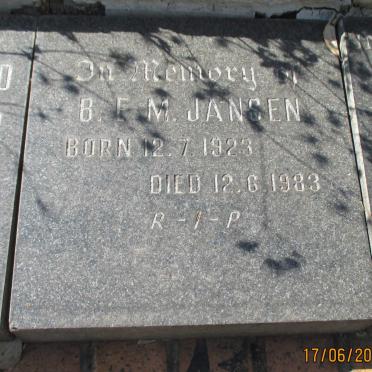 In Memory of
B. E. M. JANSEN
BORN 12.7.1923
DIED 12.6.1983
R-I-P
17/06/20